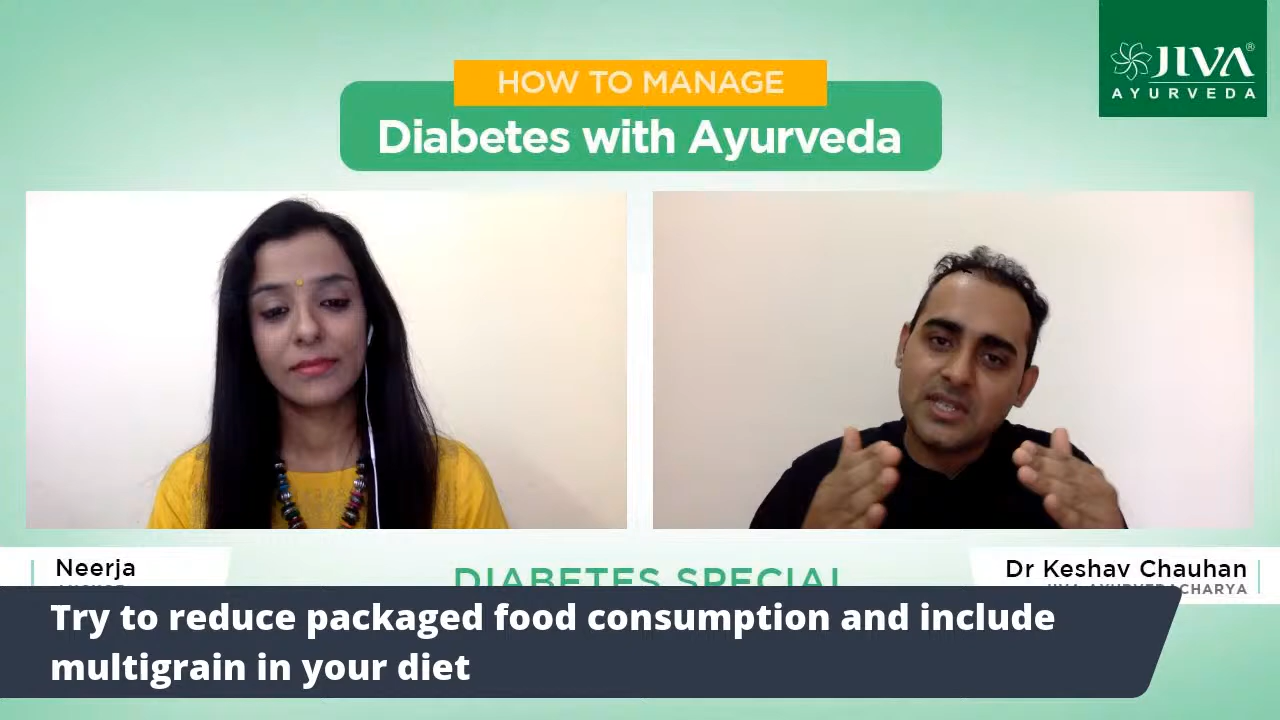 HOW TO MANAGE
Diabetes with Ayurveda
JIVA®
AYURVEDA
Neerja
Dr Keshav Chauhan
DIABETES SPECIAL
Try to reduce packaged food consumption and include
multigrain in your diet